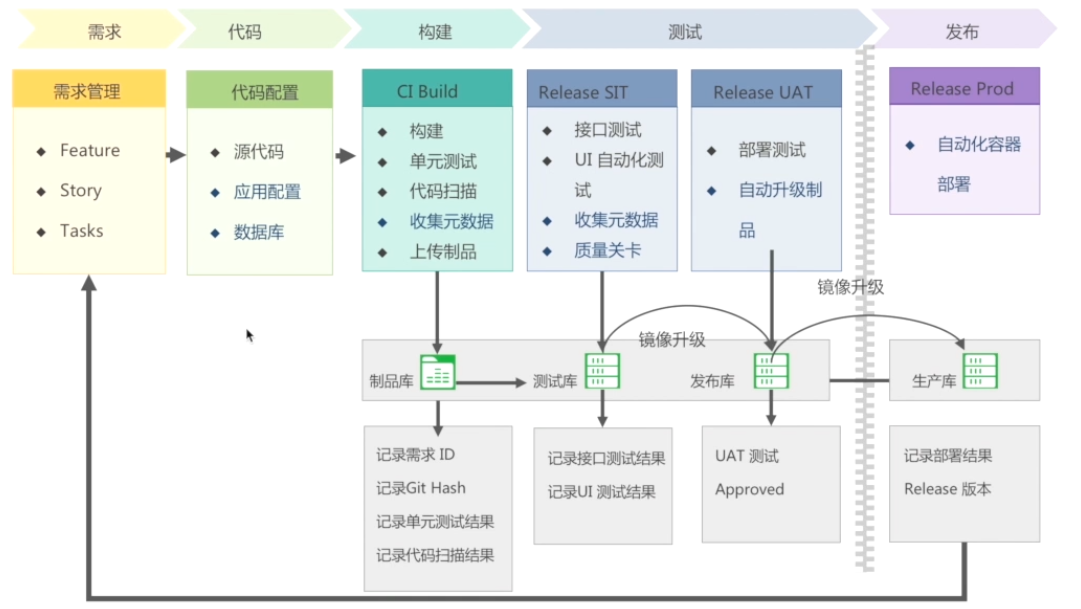 需求
代码
构建
测试
发布
需求管理
Feature
Story
Tasks
代码配置
源代码
应用配置
数据库
CI Build
构建
单元测试
代码扫描
收集元数据
上传制品
Release SIT
接口测试
UI 自动化测
试
收集元数据
质量关卡
Release UAT
部署测试
自动升级制
品
Release Prod
自动化容器
部署
镜像升级
镜像升级
制品库
测试库
发布库
生产库
记录需求 ID
记录Git Hash
记录单元测试结果
记录代码扫描结果
记录接口测试结果
记录UI 测试结果
UAT 测试
Approved
记录部署结果
Release 版本